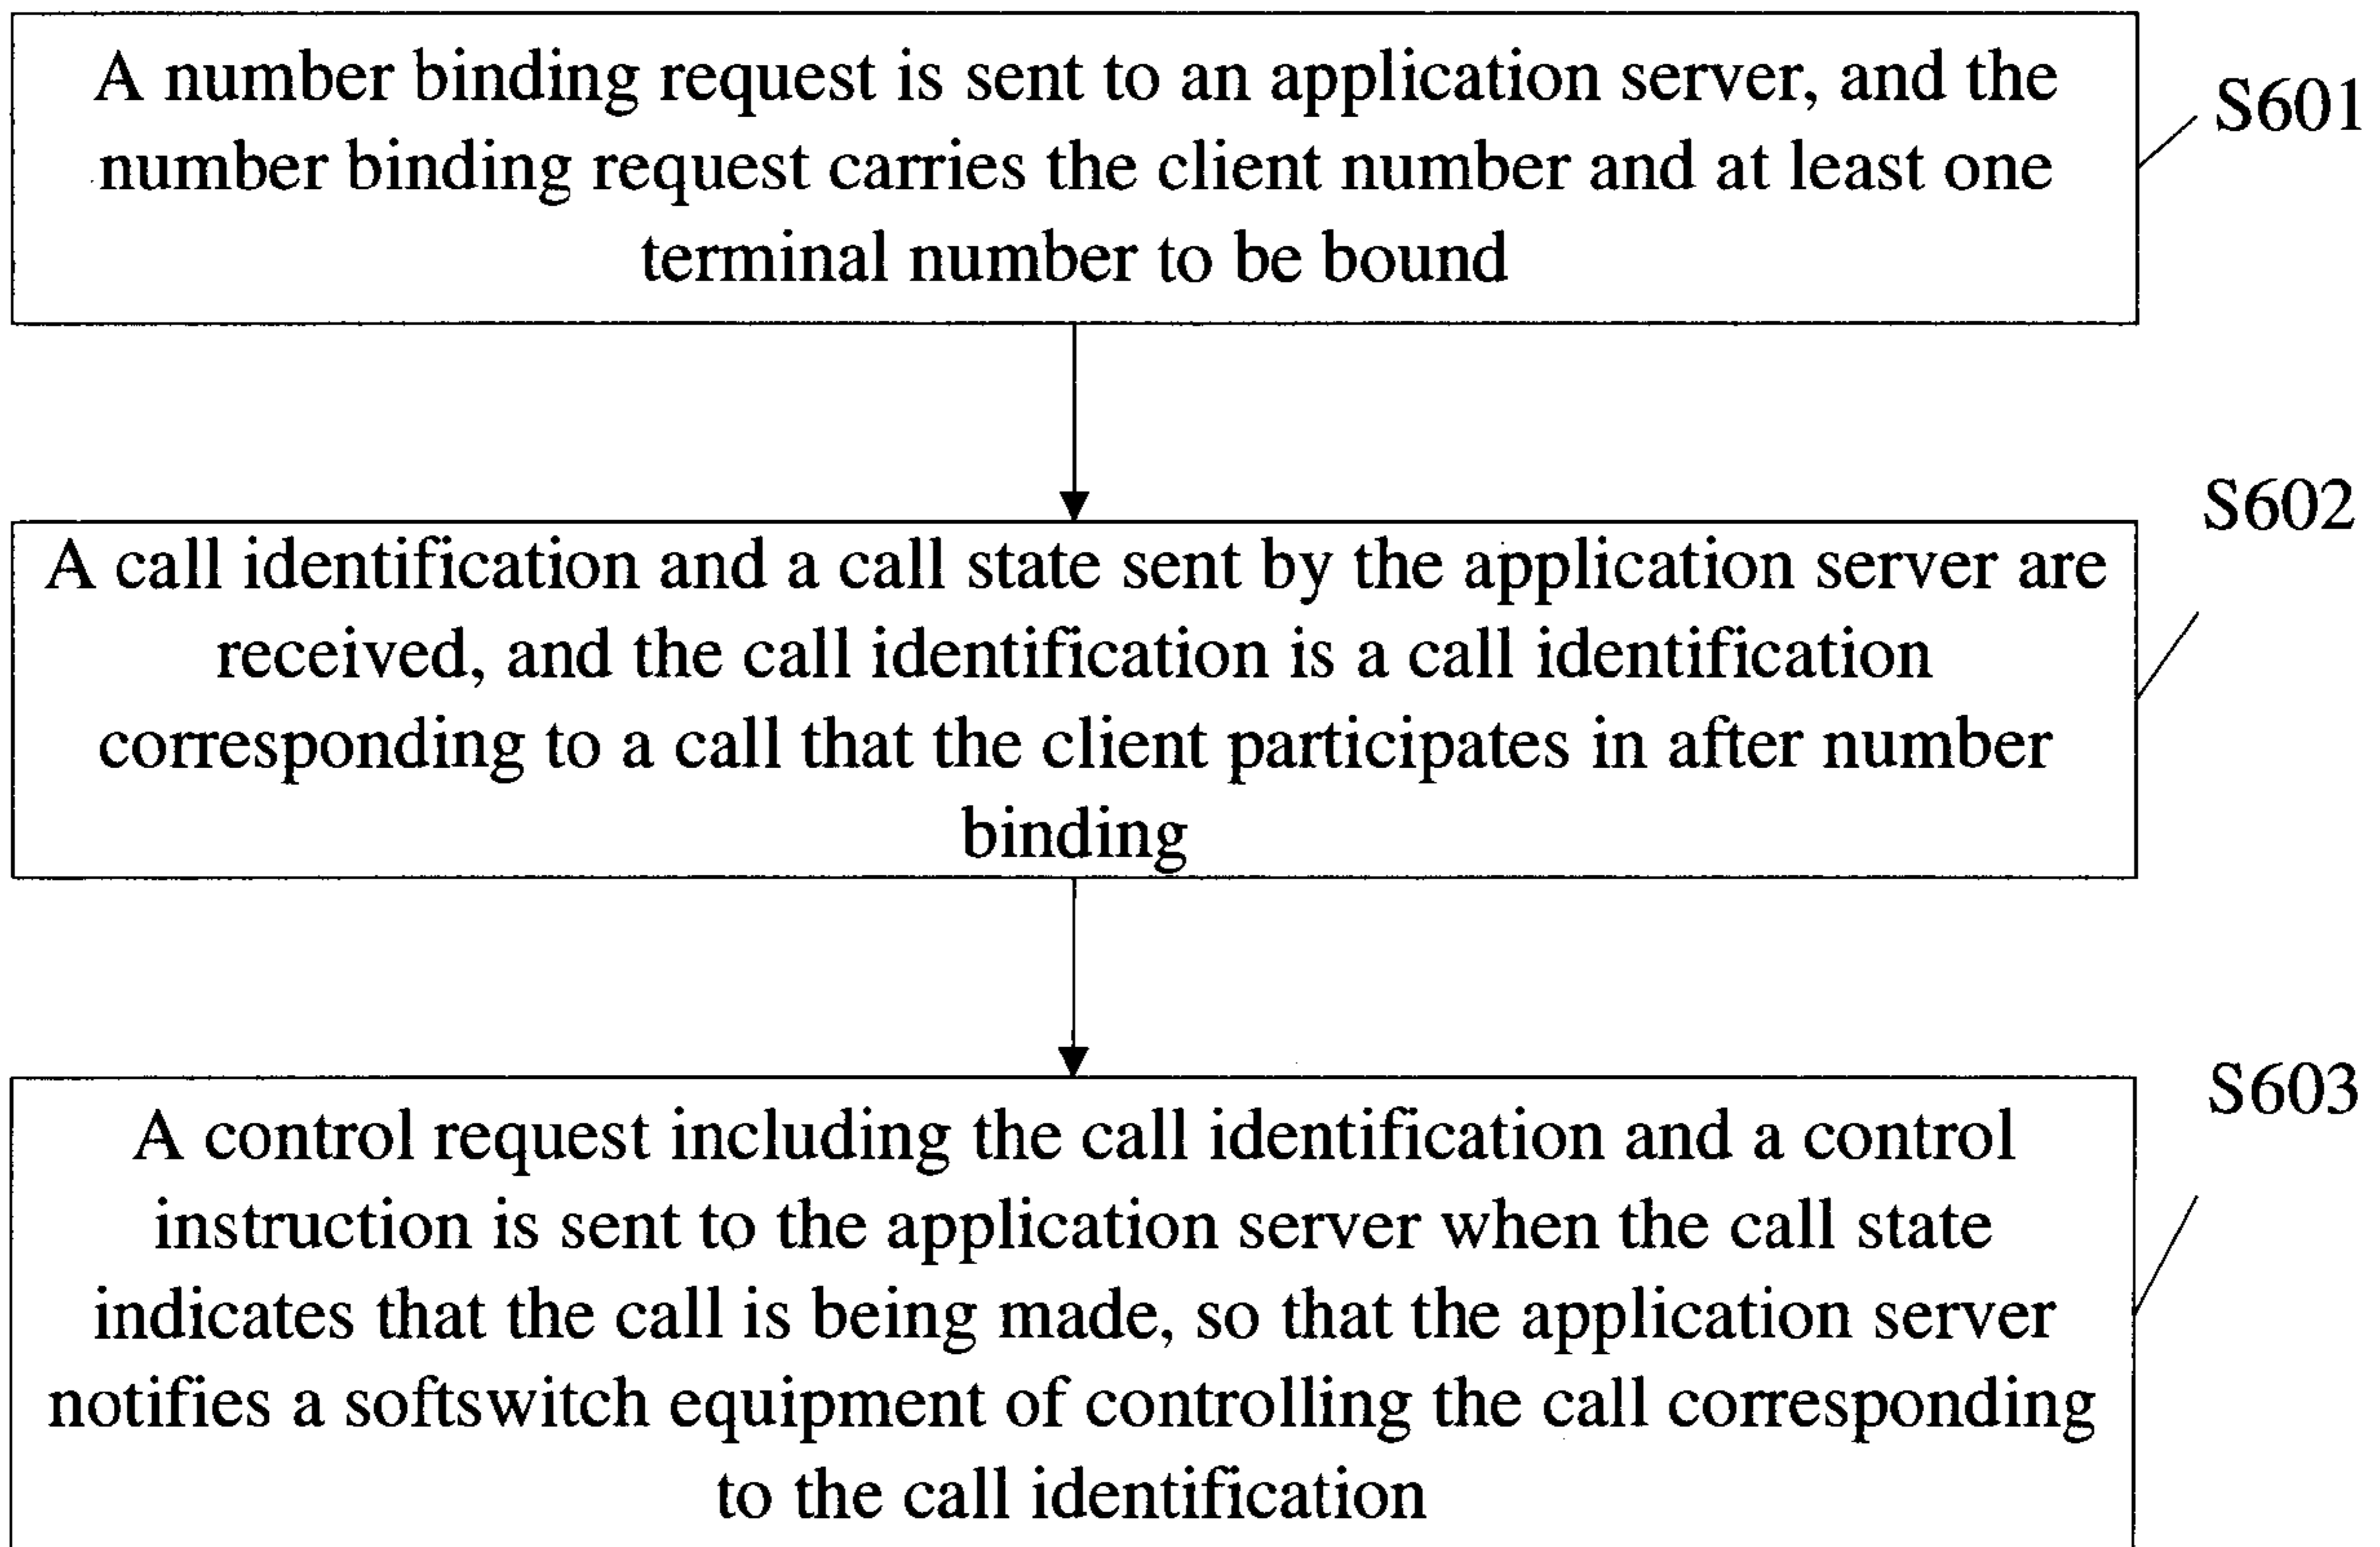 A number binding request is sent to an application server, and the
number binding request carries the client number and at least one
terminal number to be bound
S601
A call identification and a call state sent by the application server are
received, and the call identification is a call identification
corresponding to a call that the client participates in after number
binding
S602
A control request including the call identification and a control
instruction is sent to the application server when the call state
indicates that the call is being made, so that the application server
notifies a softswitch equipment of controlling the call corresponding
to the call identification
S603